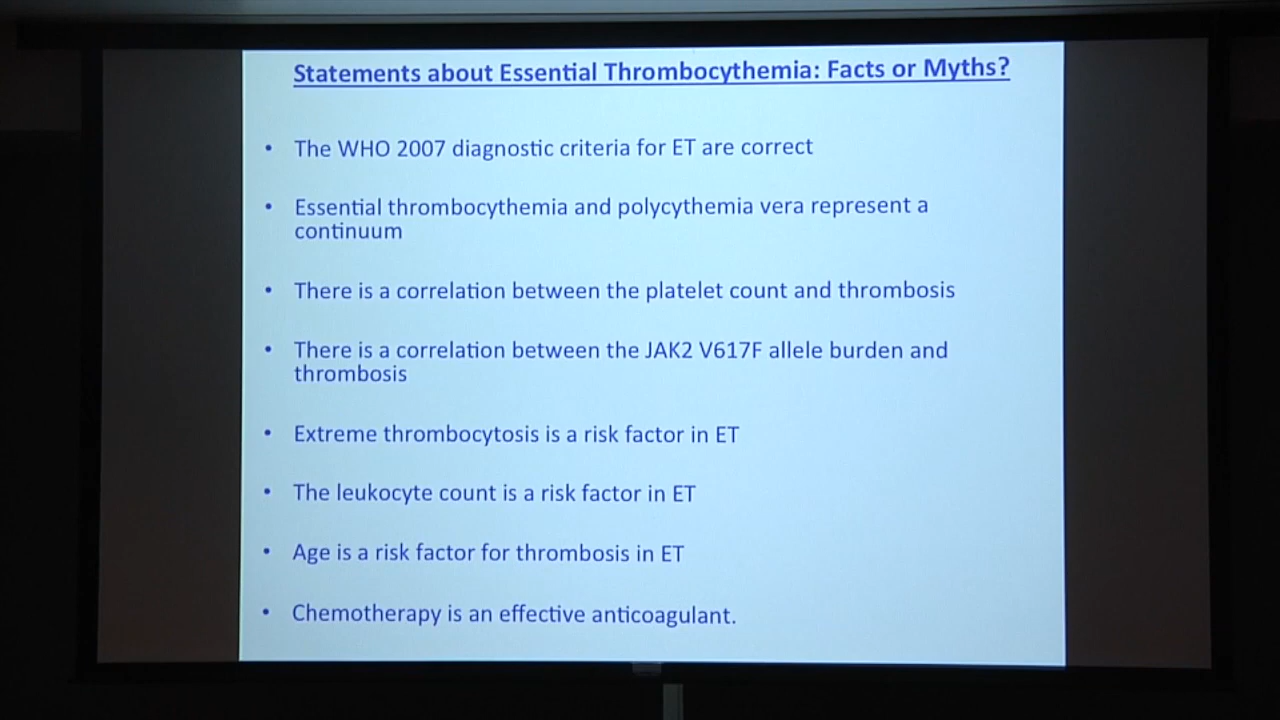 Statements about Essential Thrombocythemia: Facts or Myths?
• The WHO 2007 diagnostic criteria for ET are correct
• Essential thrombocythemia and polycythemia vera represent a
continuum
• There is a correlation between the platelet count and thrombosis
• There is a correlation between the JAK2 V617F allele burden and
thrombosis
• Extreme thrombocytosis is a risk factor in ET
• The leukocyte count is a risk factor in ET
• Age is a risk factor for thrombosis in ET
• Chemotherapy is an effective anticoagulant.